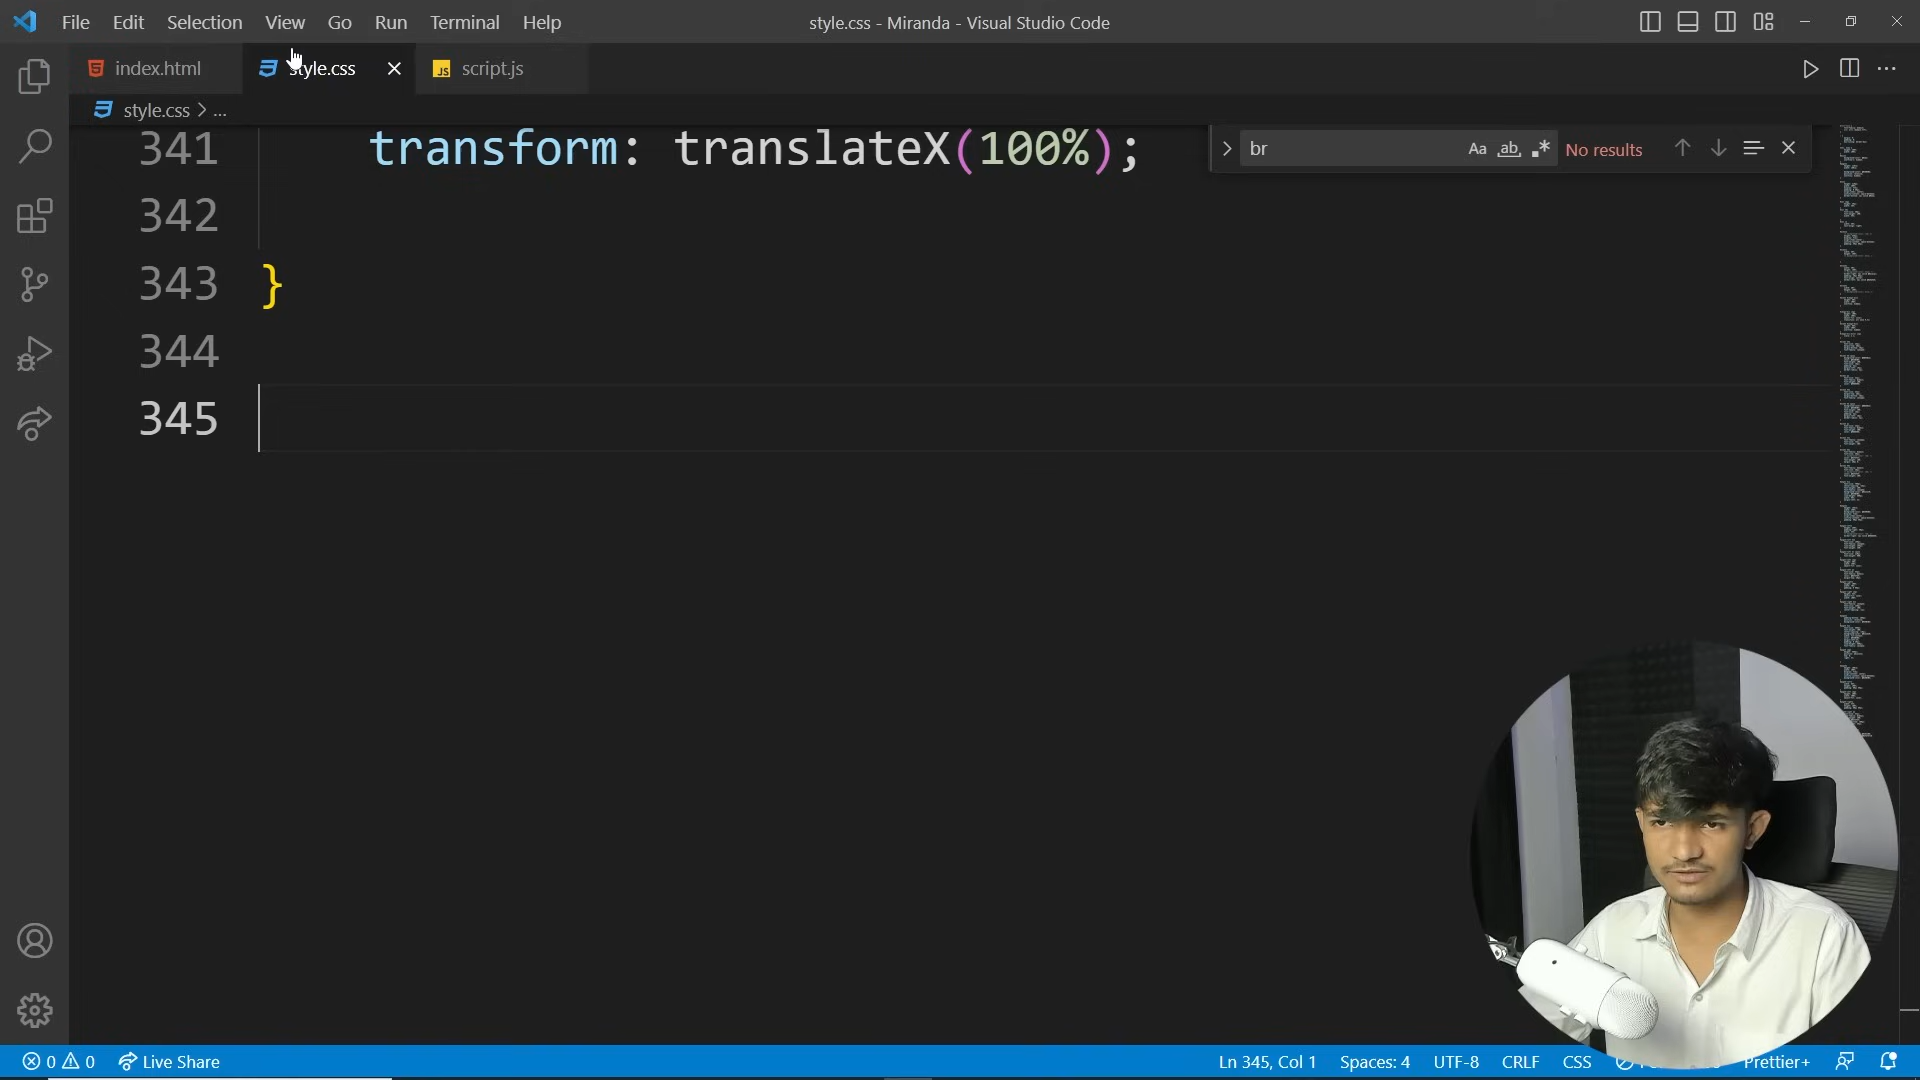 File Edit Selection View Go Run Terminal Help
style.css - Miranda - Visual Studio Code
index.html
style.css
script.js
style.css > ...
br
Aa ab .*
No results
341 transform: translateX(100%);
342
343 }
344
345
0 0 Live Share
Ln 345, Col 1 Spaces: 4 UTF-8 CRLF CSS Prettier+